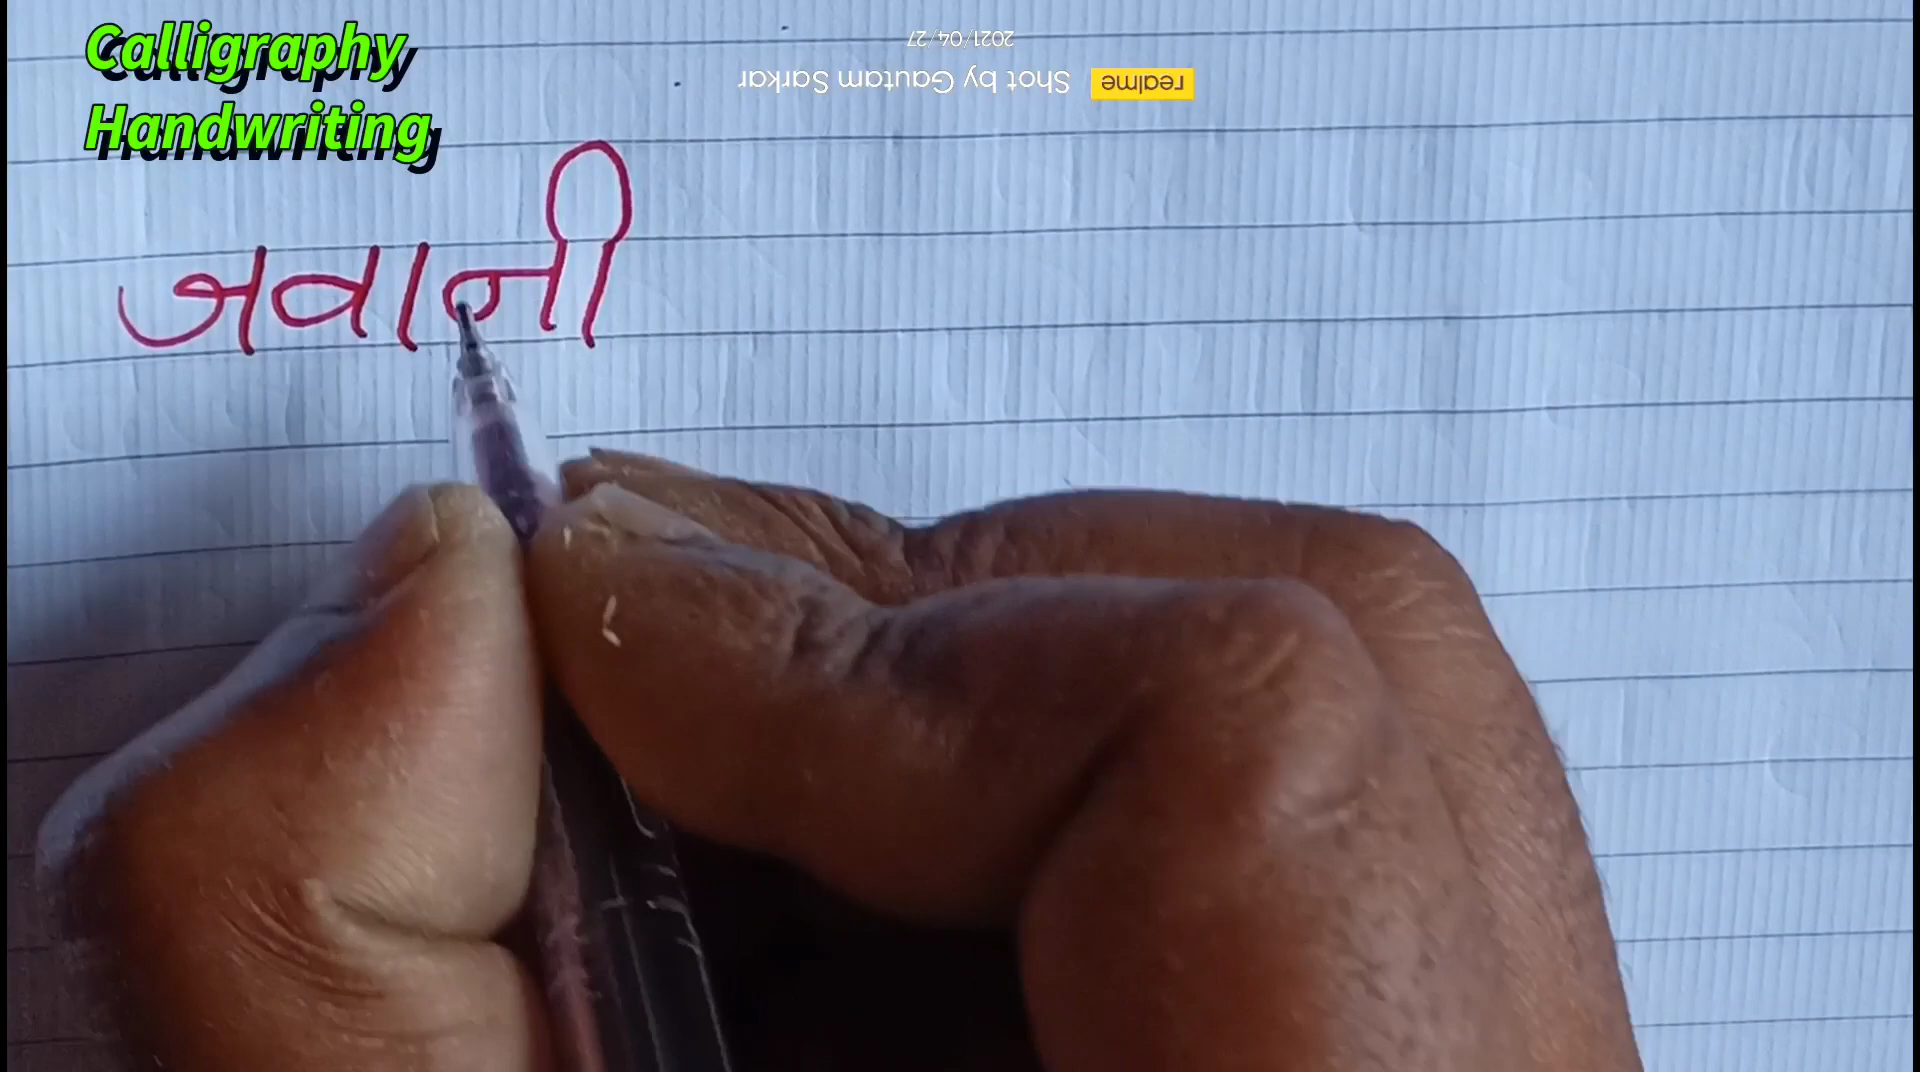 Calligraphy
Handwriting
2021/04/27
realme Shot by Gautam Sarkar
जवानी